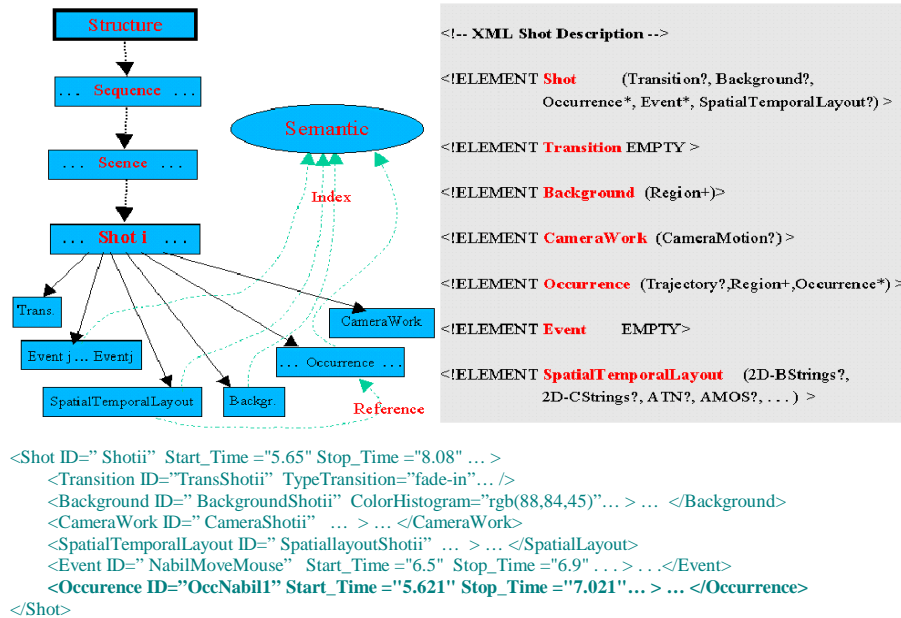 Structure
... Sequence ...
... Scence ...
... Shot i ...
Semantic
Index
Trans.
Event j ... Eventj
SpatialTemporalLayout
Backgr.
... Occurrence ...
CameraWork
Reference
<!-- XML Shot Description -->
<!ELEMENT Shot (Transition?, Background?,
Occurrence*, Event*, SpatialTemporalLayout?) >
<!ELEMENT Transition EMPTY >
<!ELEMENT Background (Region+)>
<!ELEMENT CameraWork (CameraMotion?) >
<!ELEMENT Occurrence (Trajectory?,Region+,Occurrence*) >
<!ELEMENT Event EMPTY>
<!ELEMENT SpatialTemporalLayout (2D-BStrings?,
2D-CStrings?, ATN?, AMOS?, . . . ) >
<Shot ID=” Shotii” Start_Time ="5.65" Stop_Time ="8.08" … >
<Transition ID=”TransShotii” TypeTransition=”fade-in”… />
<Background ID=” BackgroundShotii” ColorHistogram=”rgb(88,84,45)”… > … </Background>
<CameraWork ID=” CameraShotii” … > … </CameraWork>
<SpatialTemporalLayout ID=” SpatiallayoutShotii” … > … </SpatialLayout>
<Event ID=” NabilMoveMouse” Start_Time ="6.5" Stop_Time ="6.9" . . . > . . .</Event>
<Occurence ID=”OccNabil1” Start_Time ="5.621" Stop_Time ="7.021"… > … </Occurrence>
</Shot>